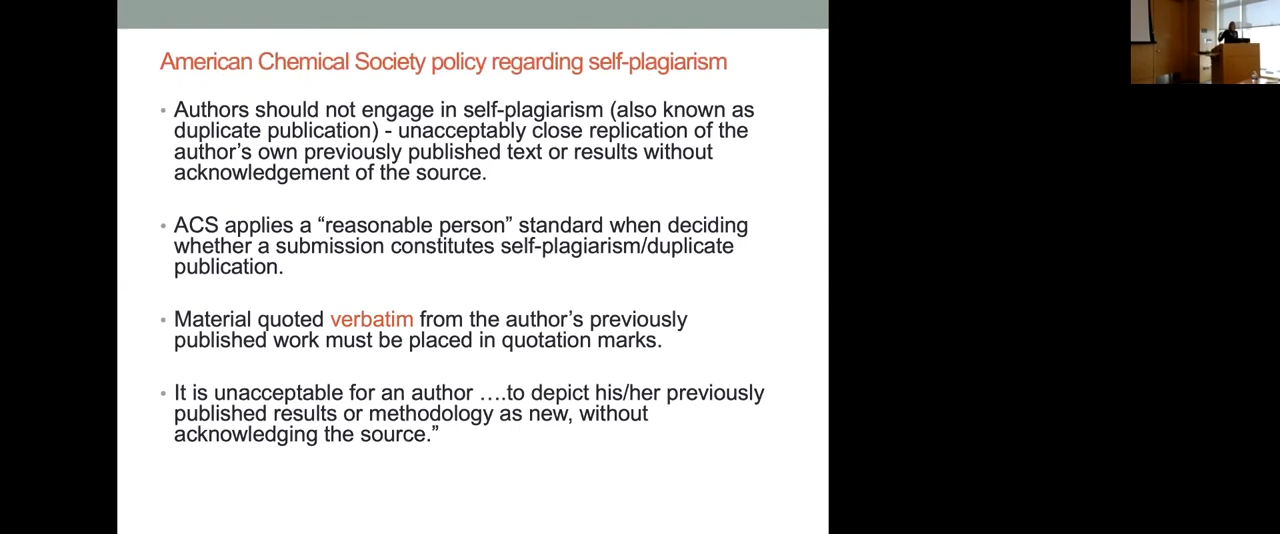 American Chemical Society policy regarding self-plagiarism
• Authors should not engage in self-plagiarism (also known as
duplicate publication) - unacceptably close replication of the
author’s own previously published text or results without
acknowledgement of the source.
• ACS applies a “reasonable person” standard when deciding
whether a submission constitutes self-plagiarism/duplicate
publication.
• Material quoted verbatim from the author’s previously
published work must be placed in quotation marks.
• It is unacceptable for an author ….to depict his/her previously
published results or methodology as new, without
acknowledging the source.”